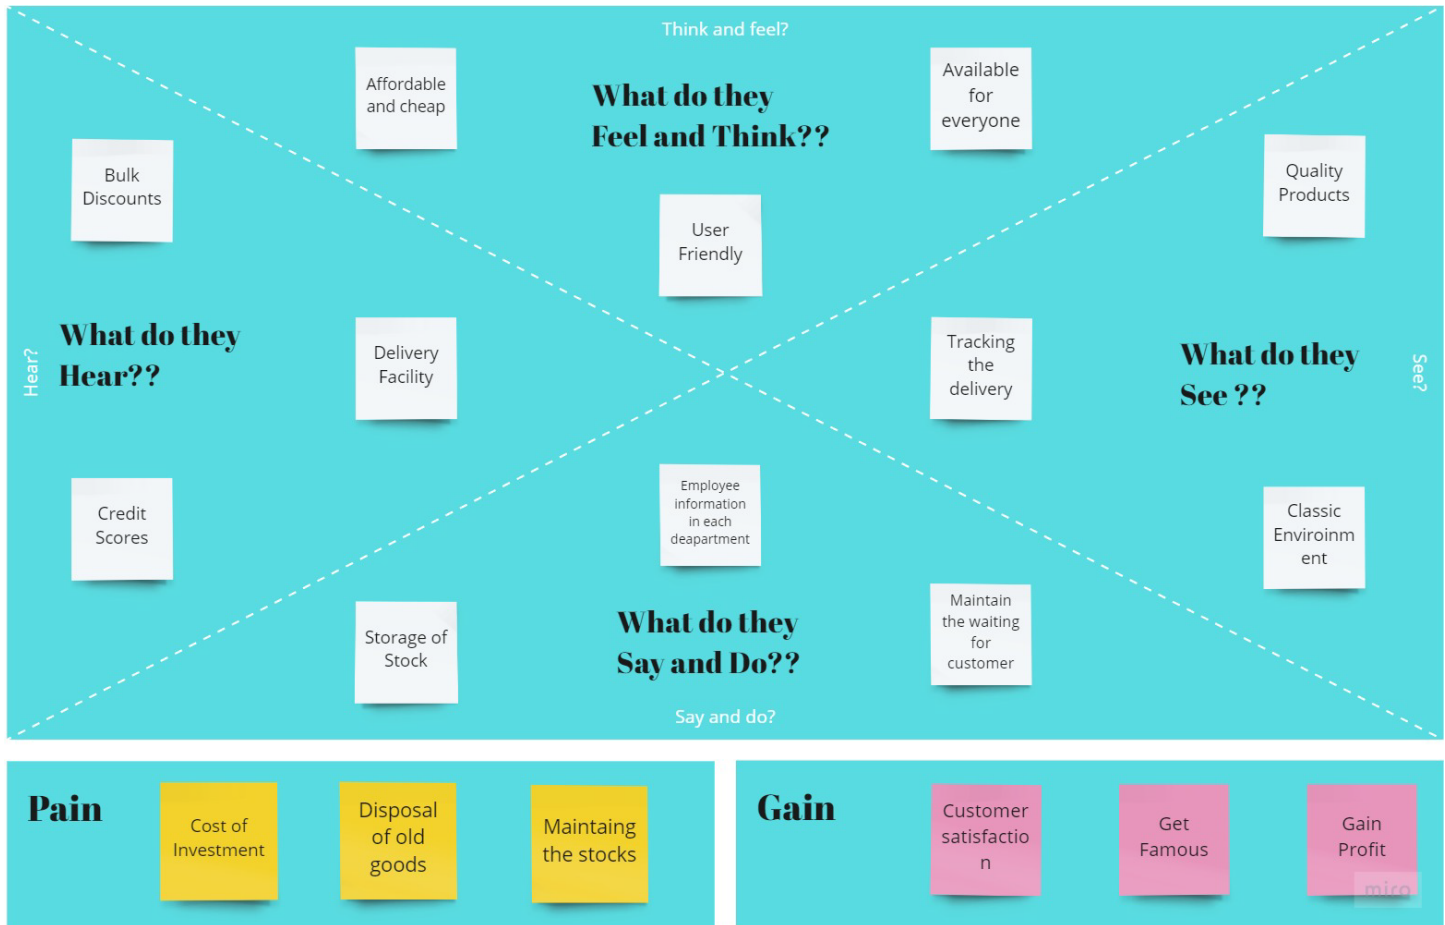 Think and feel?
Affordable
and cheap
What do they
Feel and Think??
Available
for
everyone
Bulk
Discounts
Quality
Products
User
Friendly
Hear?
What do they
Hear??
Delivery
Facility
Tracking
the
delivery
What do they
See ??
See?
Credit
Scores
Employee
information
in each
deapartment
Classic
Enviroinm
ent
Storage of
Stock
What do they
Say and Do??
Maintain
the waiting
for
customer
Say and do?
Pain
Cost of
Investment
Disposal
of old
goods
Maintaing
the stocks
Gain
Customer
satisfactio
n
Get
Famous
Gain
Profit
miro